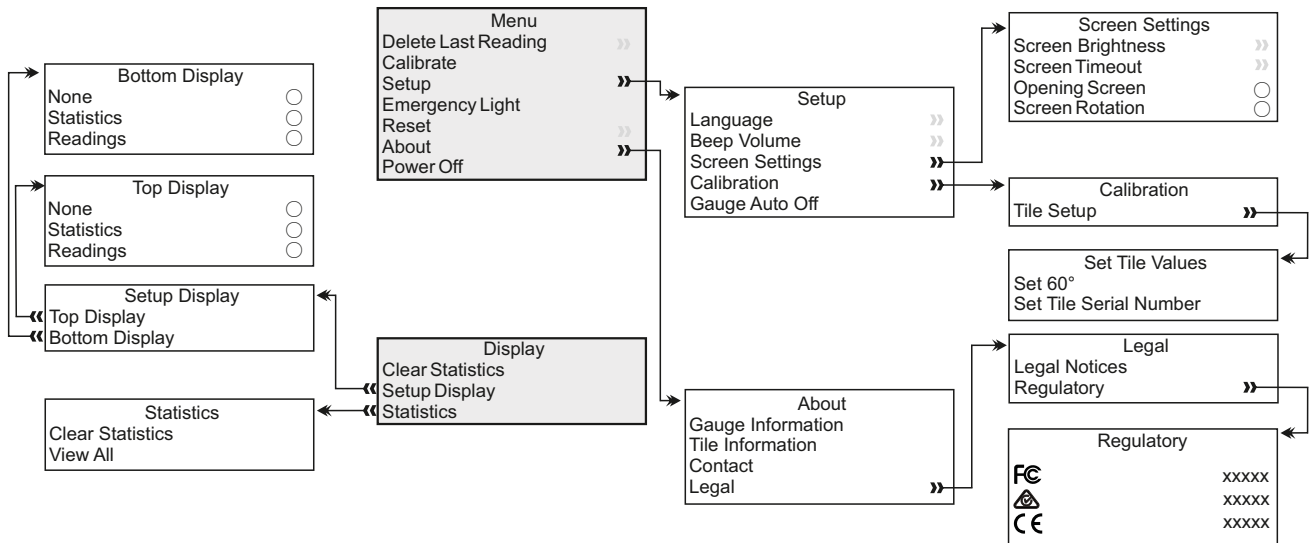 Menu
Delete Last Reading
Calibrate
Setup
Emergency Light
Reset
About
Power Off
Bottom Display
None
Statistics
Readings
Top Display
None
Statistics
Readings
Setup Display
Top Display
Bottom Display
Statistics
Clear Statistics
View All
Display
Clear Statistics
Setup Display
Statistics
Setup
Language
Beep Volume
Screen Settings
Calibration
Gauge Auto Off
About
Gauge Information
Tile Information
Contact
Legal
Screen Settings
Screen Brightness
Screen Timeout
Opening Screen
Screen Rotation
Calibration
Tile Setup
Set Tile Values
Set 60°
Set Tile Serial Number
Legal
Legal Notices
Regulatory
Regulatory
FC xxxxx
xxxxx
CE xxxxx